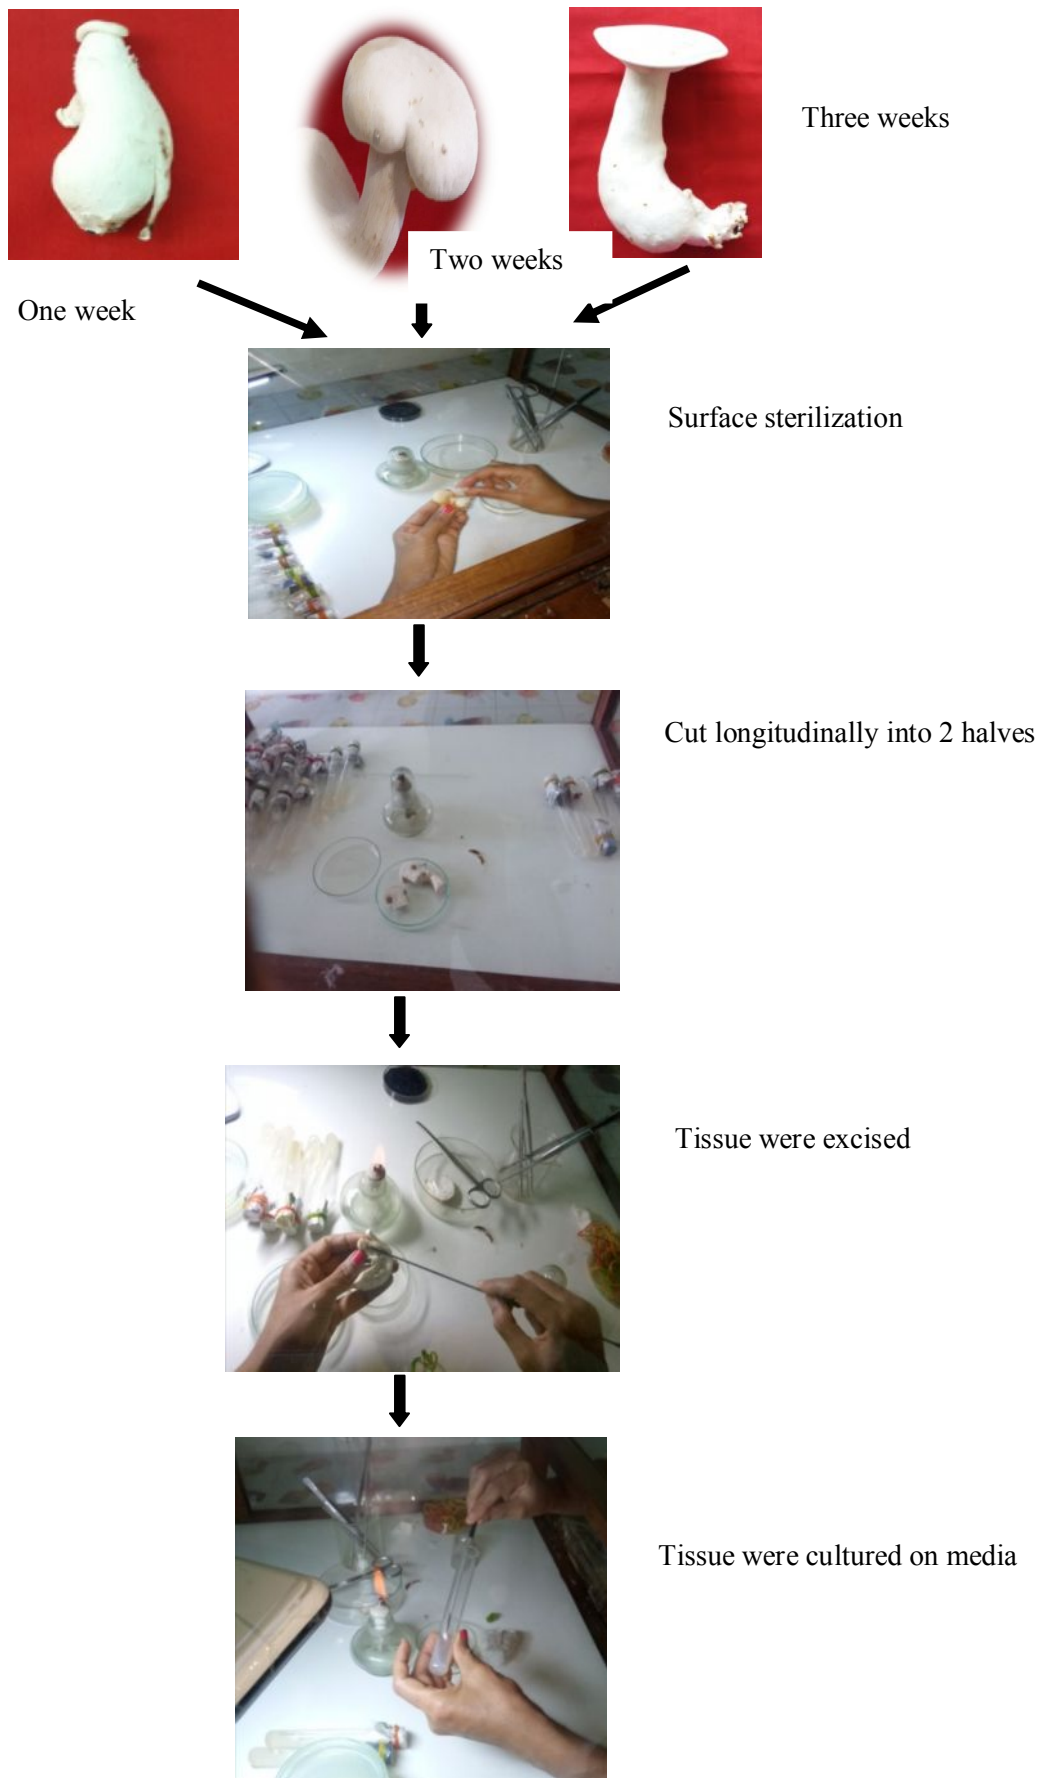 Three weeks
Two weeks
One week
Surface sterilization
Cut longitudinally into 2 halves
Tissue were excised
Tissue were cultured on media